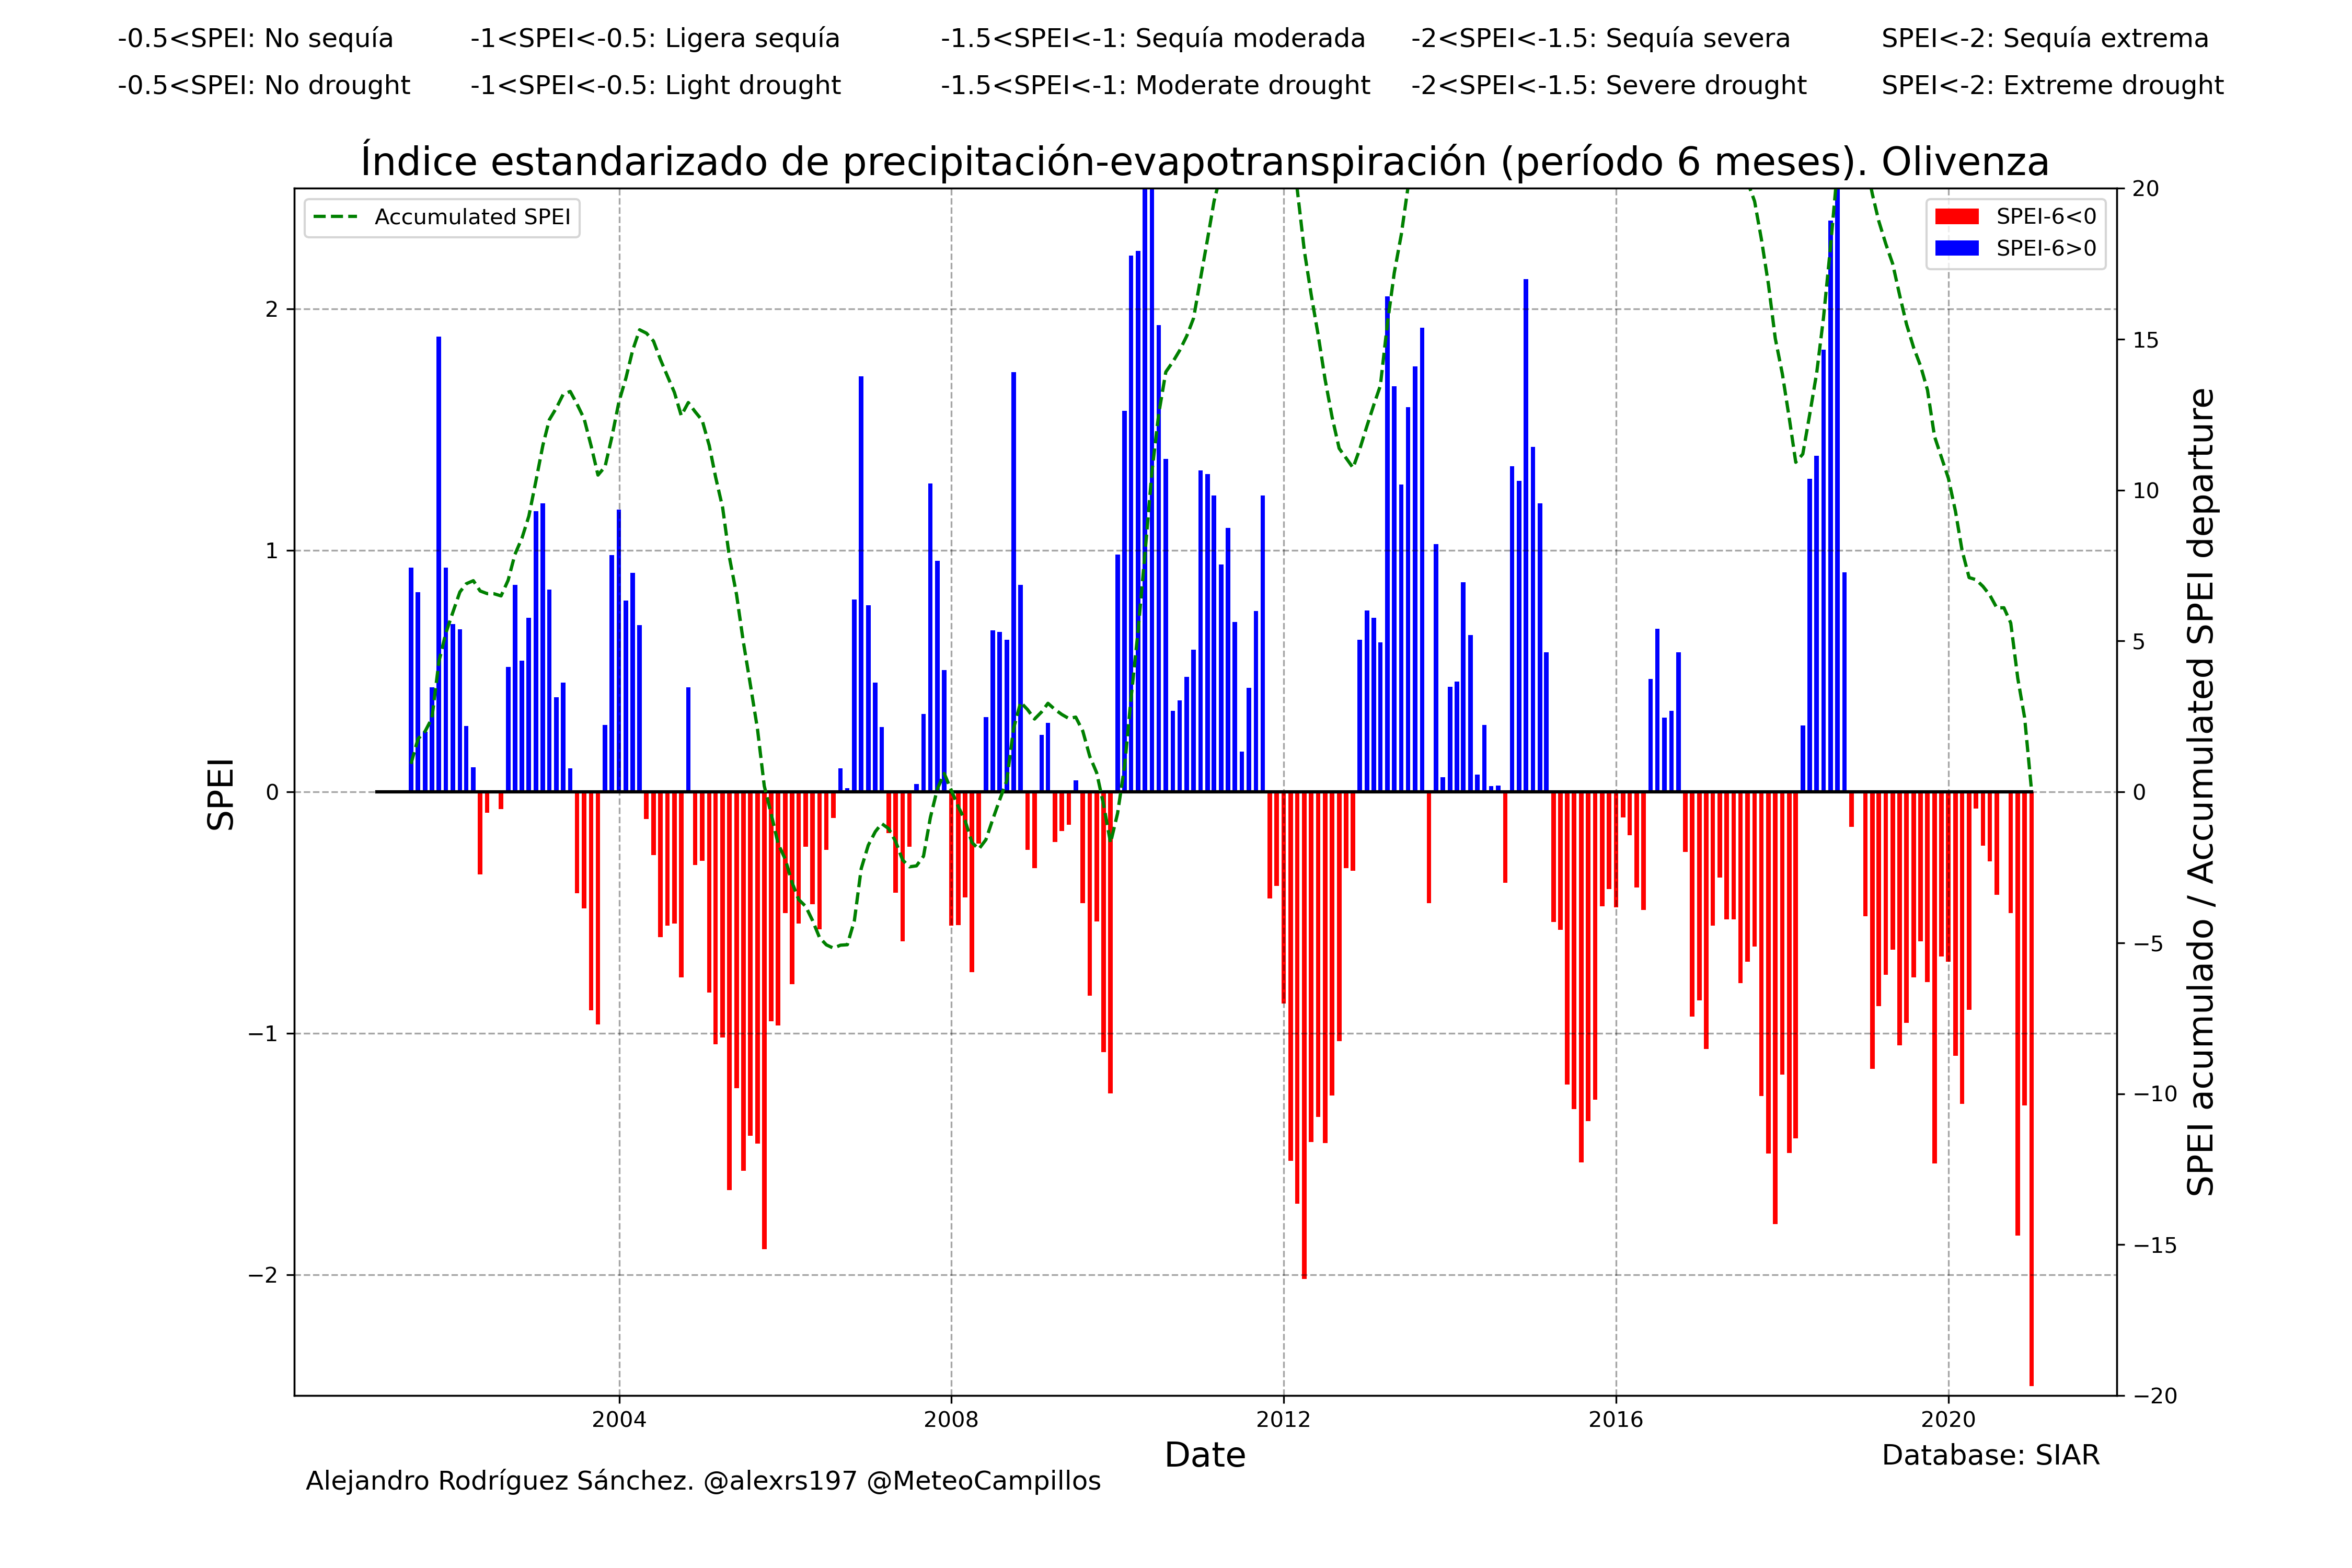 -0.5<SPEI: No sequía -1<SPEI<-0.5: Ligera sequía -1.5<SPEI<-1: Sequía moderada -2<SPEI<-1.5: Sequía severa SPEI<-2: Sequía extrema
-0.5<SPEI: No drought -1<SPEI<-0.5: Light drought -1.5<SPEI<-1: Moderate drought -2<SPEI<-1.5: Severe drought SPEI<-2: Extreme drought
Índice estandarizado de precipitación-evapotranspiración (período 6 meses). Olivenza
Accumulated SPEI
SPEI-6<0
SPEI-6>0
SPEI
2
1
0
−1
−2
20
15
10
5
0
−5
−10
−15
−20
SPEI acumulado / Accumulated SPEI departure
2004 2008 2012 2016 2020
Date
Database: SIAR
Alejandro Rodríguez Sánchez. @alexrs197 @MeteoCampillos